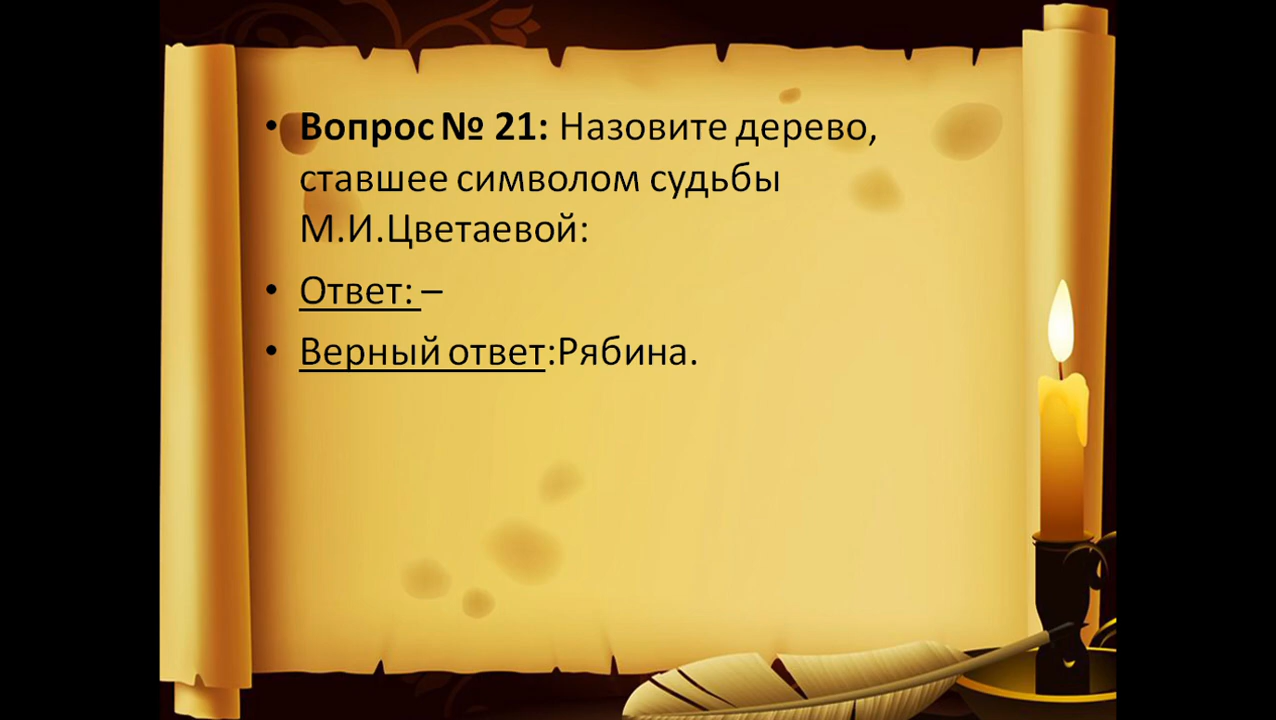 • Вопрос № 21: Назовите дерево,
ставшее символом судьбы
М.И.Цветаевой:
• Ответ: –
• Верный ответ:Рябина.